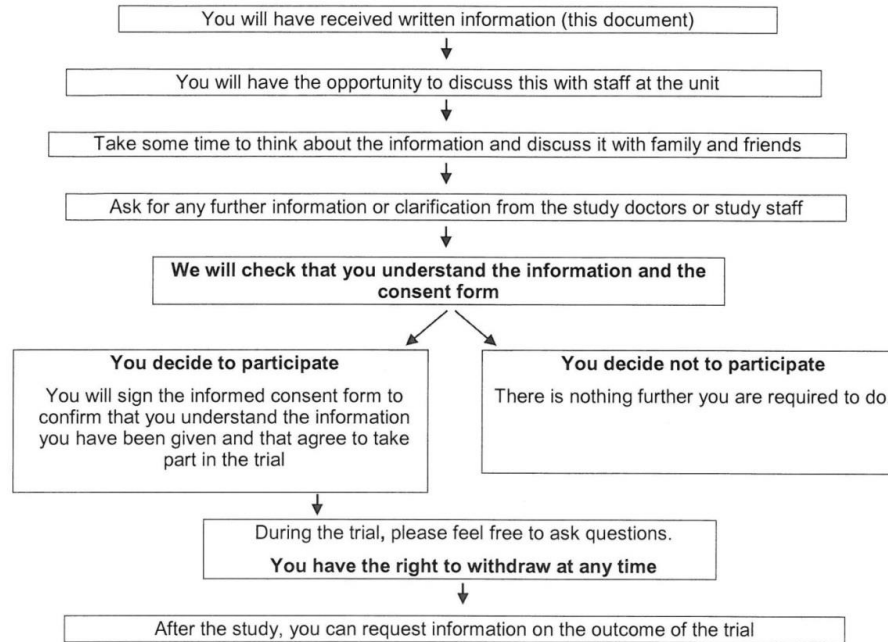 You will have received written information (this document)
You will have the opportunity to discuss this with staff at the unit
Take some time to think about the information and discuss it with family and friends
Ask for any further information or clarification from the study doctors or study staff
We will check that you understand the information and the
consent form
You decide to participate
You will sign the informed consent form to
confirm that you understand the information
you have been given and that agree to take
part in the trial
You decide not to participate
There is nothing further you are required to do.
During the trial, please feel free to ask questions.
You have the right to withdraw at any time
After the study, you can request information on the outcome of the trial